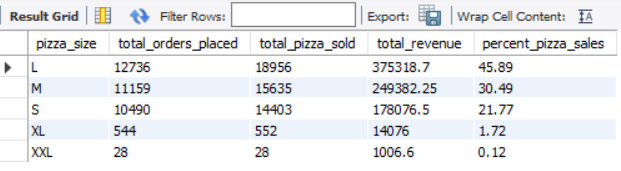 Result Grid Filter Rows: Export: Wrap Cell Content: IA
pizza_size total_orders_placed total_pizza_sold total_revenue percent_pizza_sales
L 12736 18956 375318.7 45.89
M 11159 15635 249382.25 30.49
S 10490 14403 178076.5 21.77
XL 544 552 14076 1.72
XXL 28 28 1006.6 0.12